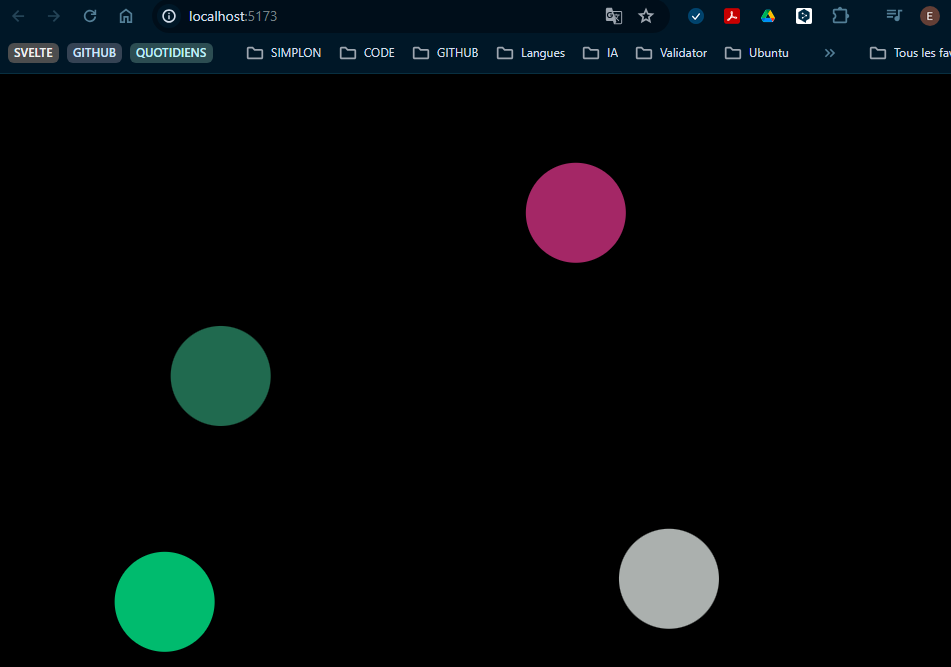 localhost:5173
E
SVELTE GITHUB QUOTIDIENS SIMPLON CODE GITHUB Langues IA Validator Ubuntu » Tous les fav